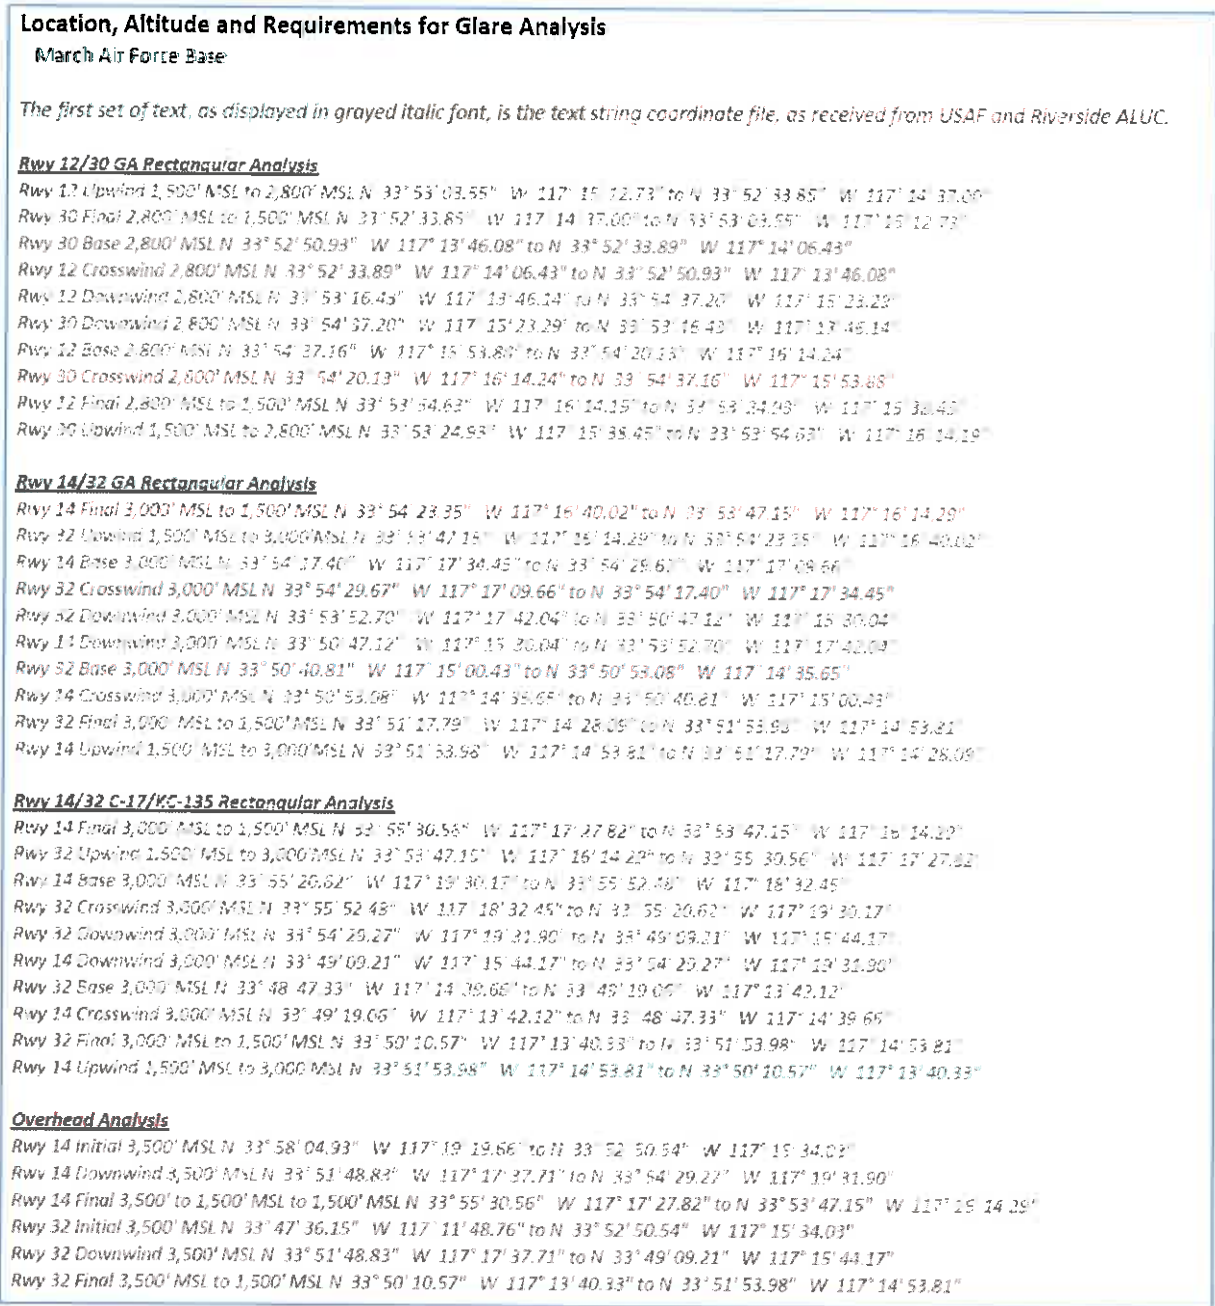 Location, Altitude and Requirements for Glare Analysis
March Air Force Base
The first set of text, as displayed in grayed italic font, is the text string coordinate file, as received from USAF and Riverside ALUC.
Rwy 12/30 GA Rectangular Analysis
Rwy 12 Upwind 1,500' MSL to 2,800' MSL N 33° 53' 03.55" W 117° 15' 12.73" to N 33° 52' 33.85" W 117° 14' 37.00"
Rwy 30 Final 2,800' MSL to 1,500' MSL N 33° 52' 33.85" W 117° 14' 37.00" to N 33° 53' 03.55" W 117° 15' 12.73"
Rwy 30 Base 2,800' MSL N 33° 52' 50.93" W 117° 13' 46.08" to N 33° 52' 33.89" W 117° 14' 06.43"
Rwy 12 Crosswind 2,800' MSL N 33° 52' 33.89" W 117° 14' 06.43" to N 33° 52' 50.93" W 117° 13' 46.08"
Rwy 12 Downwind 2,800' MSL N 33° 53' 16.43" W 117° 13' 46.14" to N 33° 54' 37.20" W 117° 15' 23.29"
Rwy 30 Downwind 2,800' MSL N 33° 54' 37.20" W 117° 15' 23.29" to N 33° 53' 16.43" W 117° 13' 46.14"
Rwy 12 Base 2,800' MSL N 33° 54' 37.16" W 117° 15' 53.88" to N 33° 54' 20.13" W 117° 16' 14.24"
Rwy 30 Crosswind 2,800' MSL N 33° 54' 20.13" W 117° 16' 14.24" to N 33° 54' 37.16" W 117° 15' 53.88"
Rwy 12 Final 2,800' MSL to 1,500' MSL N 33° 53' 54.63" W 117° 16' 14.19" to N 33° 53' 24.93" W 117° 15' 38.45"
Rwy 30 Upwind 1,500' MSL to 2,800' MSL N 33° 53' 24.93" W 117° 15' 38.45" to N 33° 53' 54.63" W 117° 16' 14.19"
Rwy 14/32 GA Rectangular Analysis
Rwy 14 Final 3,000' MSL to 1,500' MSL N 33° 54' 23.35" W 117° 16' 40.02" to N 33° 53' 47.15" W 117° 16' 14.29"
Rwy 32 Upwind 1,500' MSL to 3,000'MSL N 33° 53' 47.15" W 117° 16' 14.29" to N 33° 54' 23.35" W 117° 16' 40.02"
Rwy 14 Base 3,000' MSL N 33° 54' 17.40" W 117° 17' 34.45" to N 33° 54' 29.67" W 117° 17' 09.66"
Rwy 32 Crosswind 3,000' MSL N 33° 54' 29.67" W 117° 17' 09.66" to N 33° 54' 17.40" W 117° 17' 34.45"
Rwy 32 Downwind 3,000' MSL N 33° 53' 52.70" W 117° 17' 42.04" to N 33° 50' 47.12" W 117° 15' 30.04"
Rwy 14 Downwind 3,000' MSL N 33° 50' 47.12" W 117° 15' 30.04" to N 33° 53' 52.70" W 117° 17' 42.04"
Rwy 32 Base 3,000' MSL N 33° 50' 40.81" W 117° 15' 00.43" to N 33° 50' 53.08" W 117° 14' 35.65"
Rwy 14 Crosswind 3,000' MSL N 33° 50' 53.08" W 117° 14' 35.65" to N 33° 50' 40.81" W 117° 15' 00.43"
Rwy 32 Final 3,000' MSL to 1,500' MSL N 33° 51' 17.79" W 117° 14' 28.09" to N 33° 51' 53.98" W 117° 14' 53.81"
Rwy 14 Upwind 1,500' MSL to 3,000'MSL N 33° 51' 53.98" W 117° 14' 53.81" to N 33° 51' 17.79" W 117° 14' 28.09"
Rwy 14/32 C-17/KC-135 Rectangular Analysis
Rwy 14 Final 3,000' MSL to 1,500' MSL N 33° 55' 30.56" W 117° 17' 27.82" to N 33° 53' 47.15" W 117° 16' 14.29"
Rwy 32 Upwind 1,500' MSL to 3,000'MSL N 33° 53' 47.15" W 117° 16' 14.29" to N 33° 55' 30.56" W 117° 17' 27.82"
Rwy 14 Base 3,000' MSL N 33° 55' 20.62" W 117° 19' 30.17" to N 33° 55' 52.48" W 117° 18' 32.45"
Rwy 32 Crosswind 3,000' MSL N 33° 55' 52.48" W 117° 18' 32.45" to N 33° 55' 20.62" W 117° 19' 30.17"
Rwy 32 Downwind 3,000' MSL N 33° 54' 29.27" W 117° 19' 31.90" to N 33° 49' 09.21" W 117° 15' 44.17"
Rwy 14 Downwind 3,000' MSL N 33° 49' 09.21" W 117° 15' 44.17" to N 33° 54' 29.27" W 117° 19' 31.90"
Rwy 32 Base 3,000' MSL N 33° 48' 47.33" W 117° 14' 39.66" to N 33° 49' 19.06" W 117° 13' 42.12"
Rwy 14 Crosswind 3,000' MSL N 33° 49' 19.06" W 117° 13' 42.12" to N 33° 48' 47.33" W 117° 14' 39.66"
Rwy 32 Final 3,000' MSL to 1,500' MSL N 33° 50' 10.57" W 117° 13' 40.33" to N 33° 51' 53.98" W 117° 14' 53.81"
Rwy 14 Upwind 1,500' MSL to 3,000 MSL N 33° 51' 53.98" W 117° 14' 53.81" to N 33° 50' 10.57" W 117° 13' 40.33"
Overhead Analysis
Rwy 14 Initial 3,500' MSL N 33° 58' 04.93" W 117° 19' 19.66" to N 33° 52' 50.54" W 117° 15' 34.03"
Rwy 14 Downwind 3,500' MSL N 33° 51' 48.83" W 117° 17' 37.71" to N 33° 54' 29.27" W 117° 19' 31.90"
Rwy 14 Final 3,500' to 1,500' MSL to 1,500' MSL N 33° 55' 30.56" W 117° 17' 27.82" to N 33° 53' 47.15" W 117° 16' 14.29"
Rwy 32 Initial 3,500' MSL N 33° 47' 36.15" W 117° 11' 48.76" to N 33° 52' 50.54" W 117° 15' 34.03"
Rwy 32 Downwind 3,500' MSL N 33° 51' 48.83" W 117° 17' 37.71" to N 33° 49' 09.21" W 117° 15' 44.17"
Rwy 32 Final 3,500' MSL to 1,500' MSL N 33° 50' 10.57" W 117° 13' 40.33" to N 33° 51' 53.98" W 117° 14' 53.81"